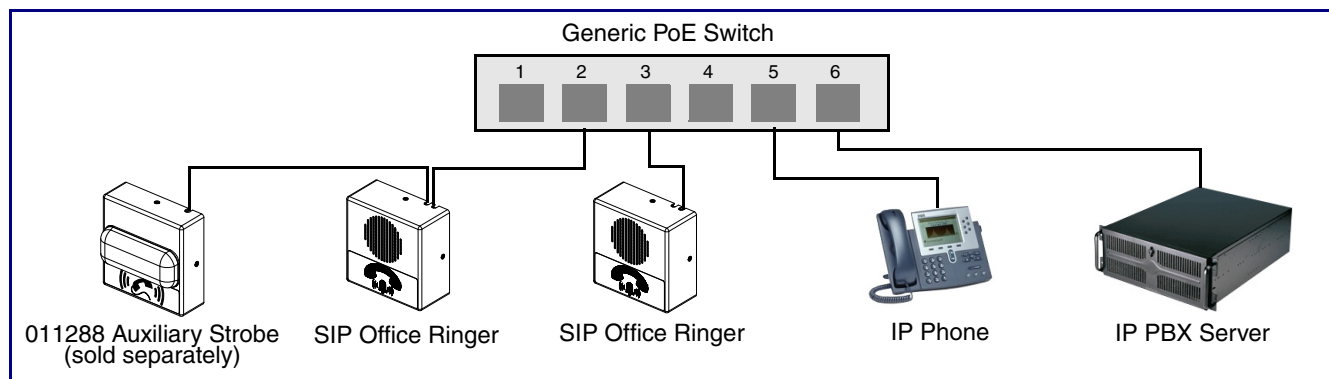 Generic PoE Switch
1 2 3 4 5 6
011288 Auxiliary Strobe
(sold separately)
SIP Office Ringer
SIP Office Ringer
IP Phone
IP PBX Server